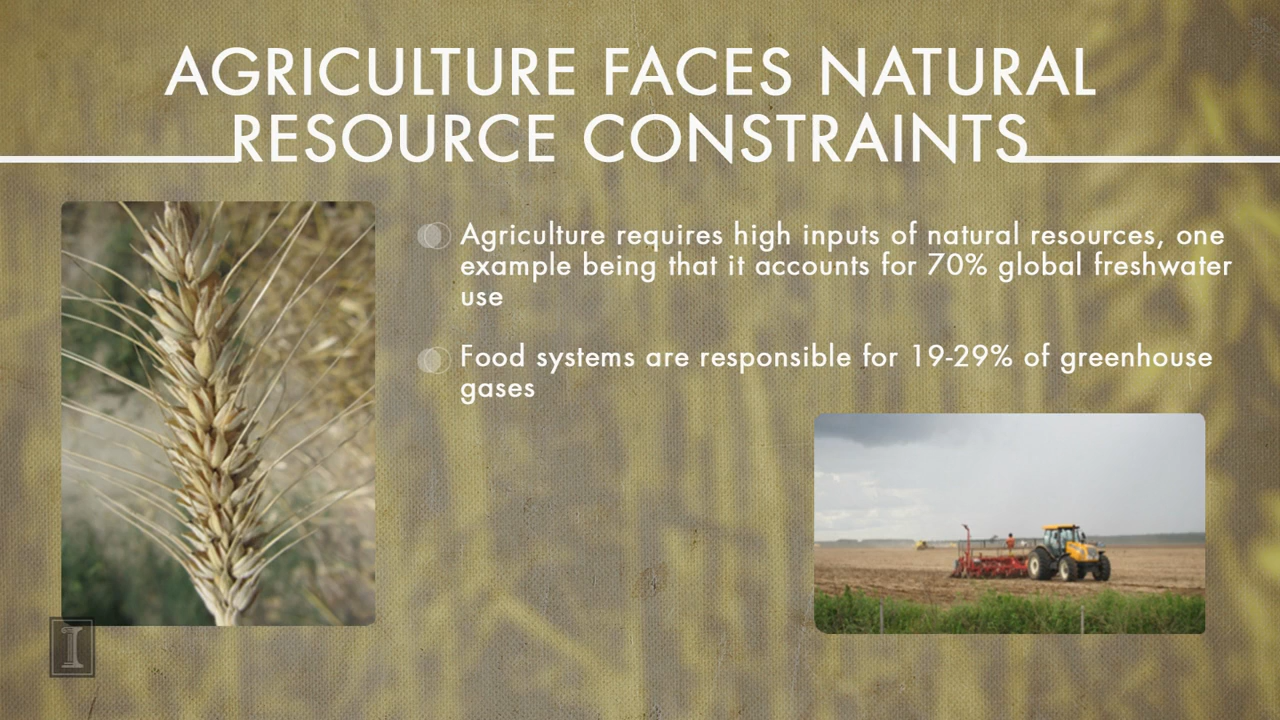 AGRICULTURE FACES NATURAL
RESOURCE CONSTRAINTS
Agriculture requires high inputs of natural resources, one
example being that it accounts for 70% global freshwater
use
Food systems are responsible for 19-29% of greenhouse
gases
I